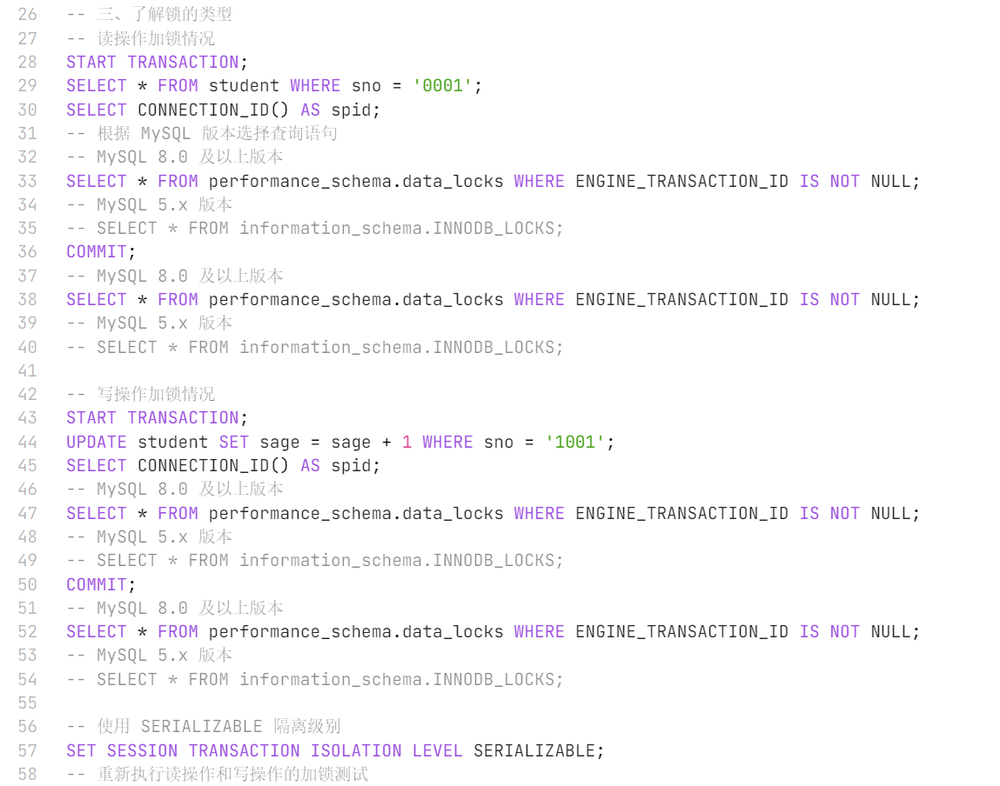 26 -- 三、了解锁的类型
27 -- 读操作加锁情况
28 START TRANSACTION;
29 SELECT * FROM student WHERE sno = '0001';
30 SELECT CONNECTION_ID() AS spid;
31 -- 根据 MySQL 版本选择查询语句
32 -- MySQL 8.0 及以上版本
33 SELECT * FROM performance_schema.data_locks WHERE ENGINE_TRANSACTION_ID IS NOT NULL;
34 -- MySQL 5.x 版本
35 -- SELECT * FROM information_schema.INNODB_LOCKS;
36 COMMIT;
37 -- MySQL 8.0 及以上版本
38 SELECT * FROM performance_schema.data_locks WHERE ENGINE_TRANSACTION_ID IS NOT NULL;
39 -- MySQL 5.x 版本
40 -- SELECT * FROM information_schema.INNODB_LOCKS;
41
42 -- 写操作加锁情况
43 START TRANSACTION;
44 UPDATE student SET sage = sage + 1 WHERE sno = '1001';
45 SELECT CONNECTION_ID() AS spid;
46 -- MySQL 8.0 及以上版本
47 SELECT * FROM performance_schema.data_locks WHERE ENGINE_TRANSACTION_ID IS NOT NULL;
48 -- MySQL 5.x 版本
49 -- SELECT * FROM information_schema.INNODB_LOCKS;
50 COMMIT;
51 -- MySQL 8.0 及以上版本
52 SELECT * FROM performance_schema.data_locks WHERE ENGINE_TRANSACTION_ID IS NOT NULL;
53 -- MySQL 5.x 版本
54 -- SELECT * FROM information_schema.INNODB_LOCKS;
55
56 -- 使用 SERIALIZABLE 隔离级别
57 SET SESSION TRANSACTION ISOLATION LEVEL SERIALIZABLE;
58 -- 重新执行读操作和写操作的加锁测试